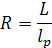 R = L / l_p